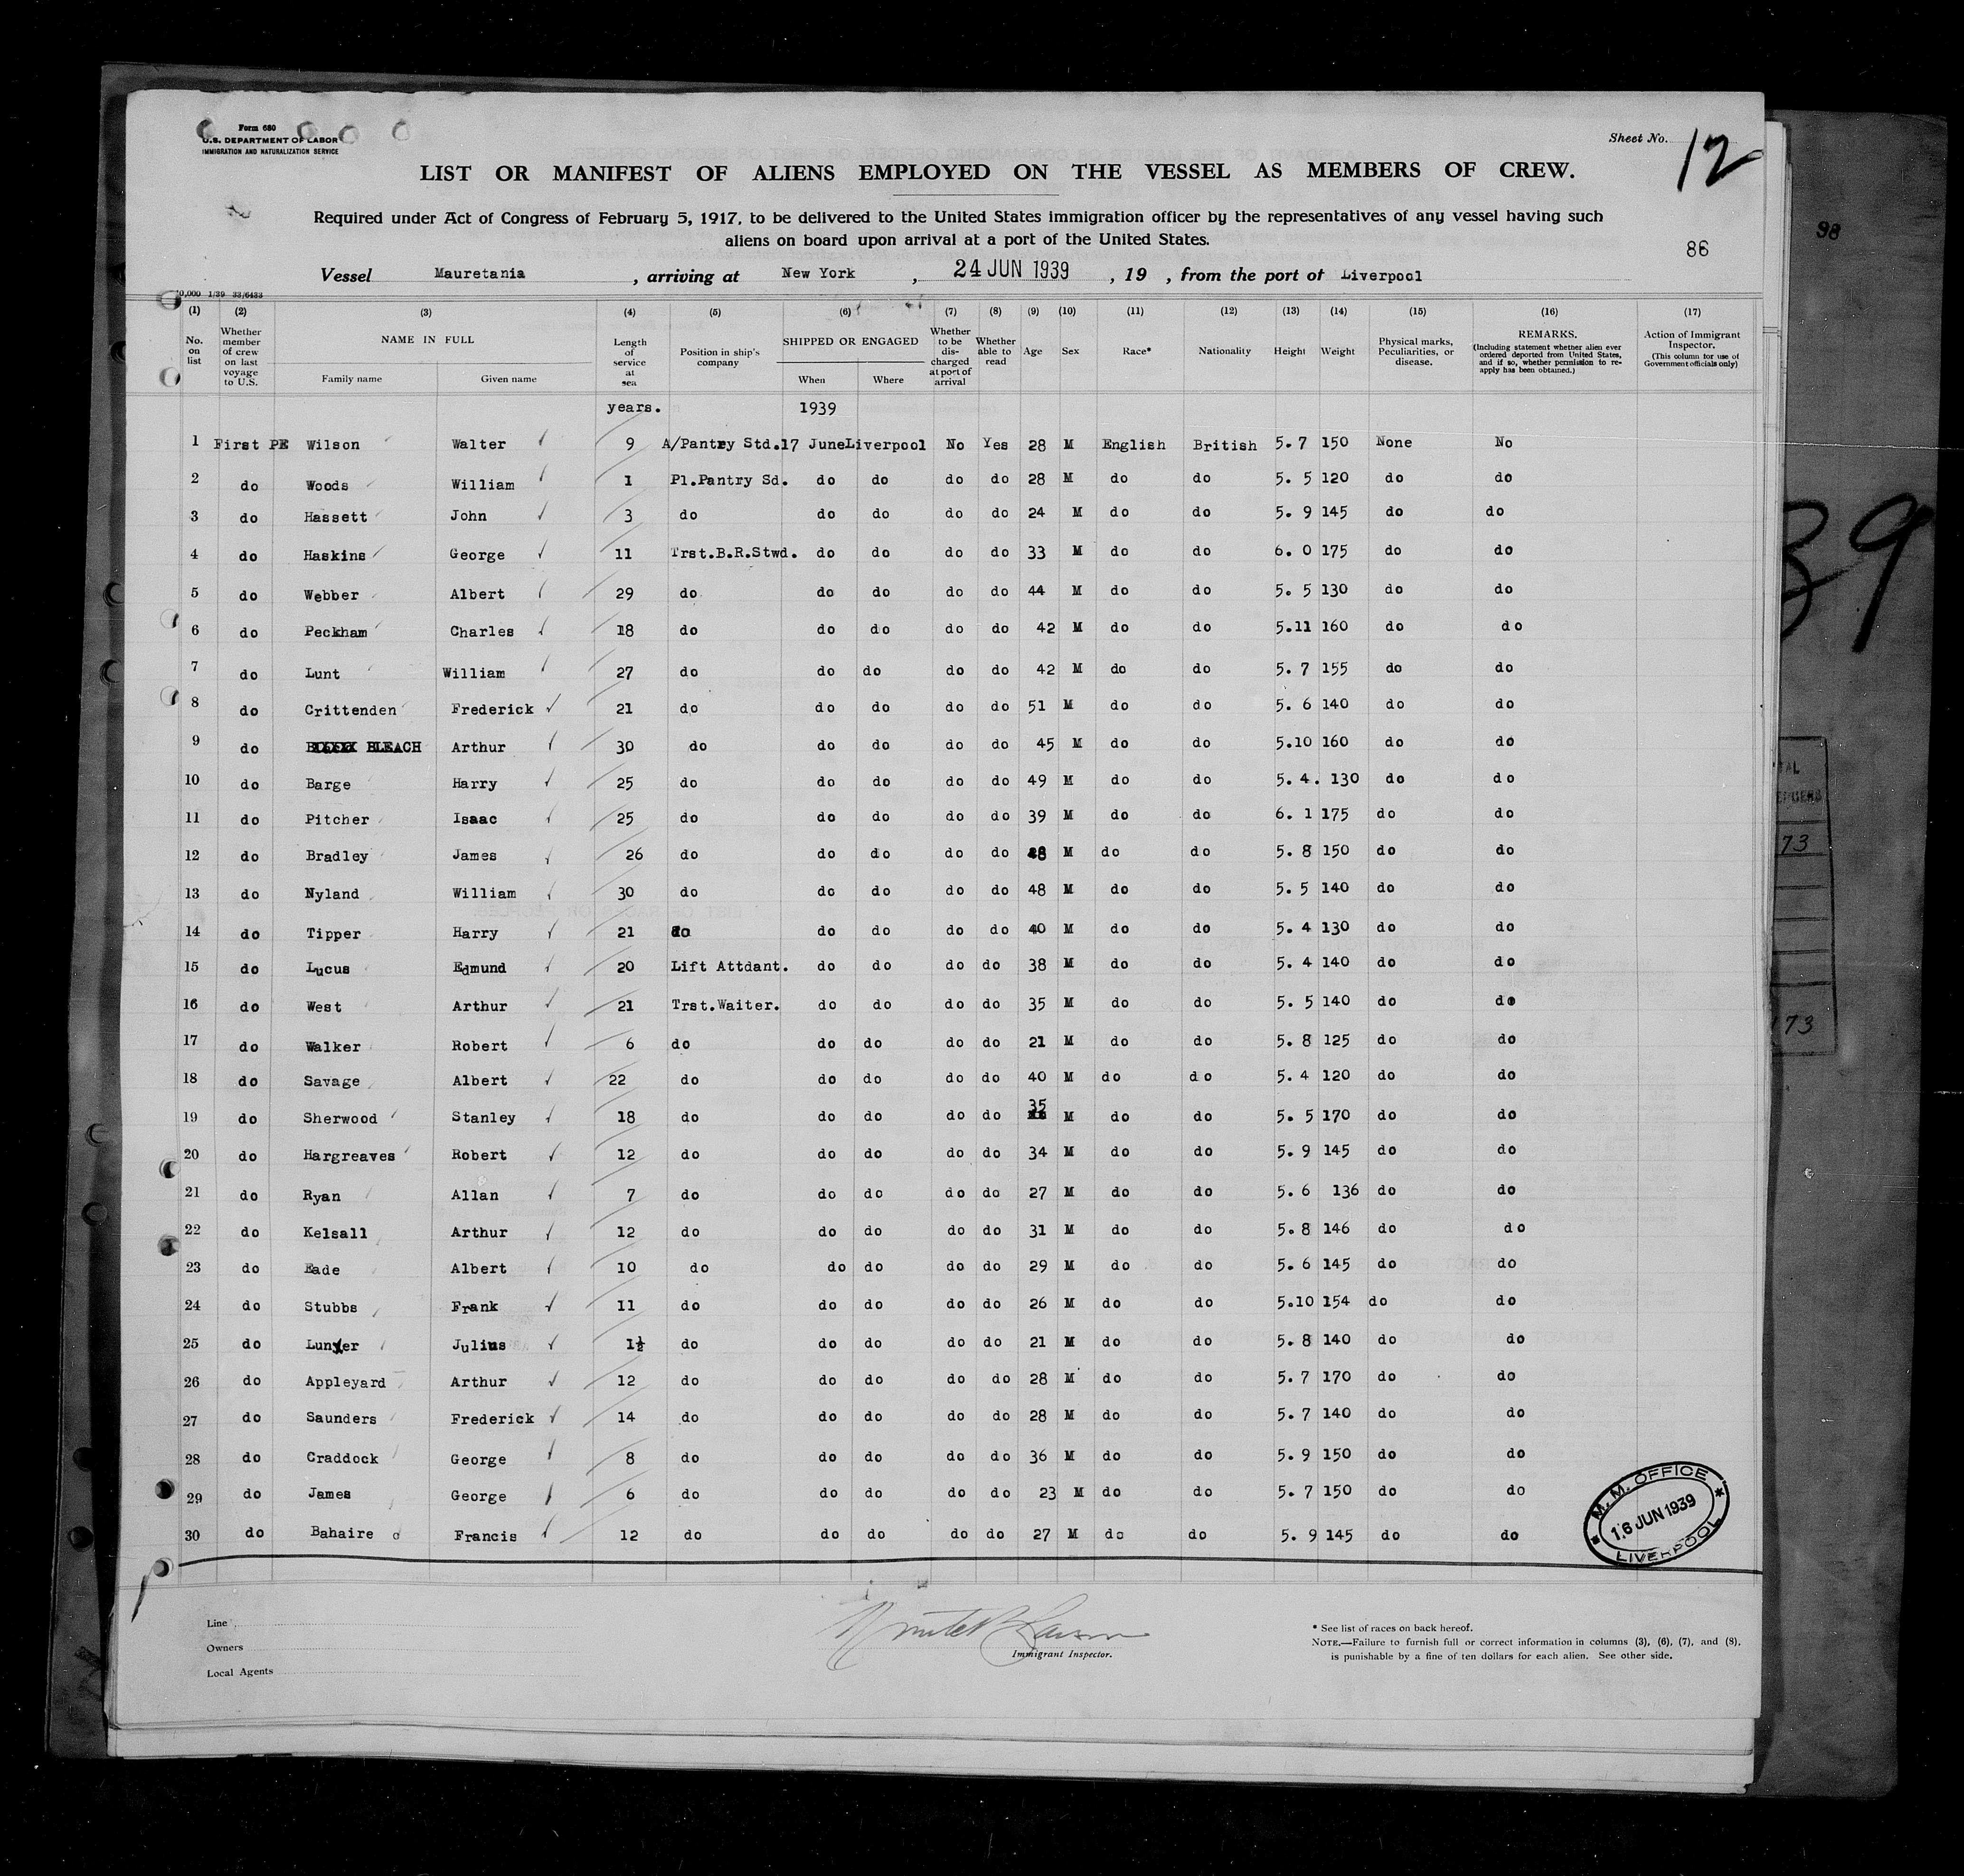 Form 680
U.S. DEPARTMENT OF LABOR
IMMIGRATION AND NATURALIZATION SERVICE
Sheet No. 12
LIST OR MANIFEST OF ALIENS EMPLOYED ON THE VESSEL AS MEMBERS OF CREW.
Required under Act of Congress of February 5, 1917, to be delivered to the United States immigration officer by the representatives of any vessel having such
aliens on board upon arrival at a port of the United States.
86
98
Vessel Mauretania , arriving at New York , 24 JUN 1939 , 19 , from the port of Liverpool
0,000 1/39 33/6433
(1) (2) (3) (4) (5) (6) (7) (8) (9) (10) (11) (12) (13) (14) (15) (16) (17)
No. on list
Whether member of crew on last voyage to U.S.
NAME IN FULL
Family name
Given name
Length of service at sea
Position in ship's company
SHIPPED OR ENGAGED
When
Where
Whether to be discharged at port of arrival
Whether able to read
Age
Sex
Race*
Nationality
Height
Weight
Physical marks, Peculiarities, or disease.
REMARKS.
(Including statement whether alien ever ordered deported from United States, and if so, whether permission to re-apply has been obtained.)
Action of Immigrant Inspector.
(This column for use of Government officials only)
years. 1939
1 First PE Wilson Walter 9 A/Pantry Std. 17 June Liverpool No Yes 28 M English British 5. 7 150 None No
2 do Woods William 1 Pl.Pantry Sd. do do do do 28 M do do 5. 5 120 do do
3 do Hassett John 3 do do do do do 24 M do do 5. 9 145 do do
4 do Haskins George 11 Trst.B.R.Stwd. do do do do 33 M do do 6. 0 175 do do
5 do Webber Albert 29 do do do do do 44 M do do 5. 5 130 do do
6 do Peckham Charles 18 do do do do do 42 M do do 5.11 160 do do
7 do Lunt William 27 do do do do do 42 M do do 5. 7 155 do do
8 do Crittenden Frederick 21 do do do do do 51 M do do 5. 6 140 do do
9 do BLEACH Arthur 30 do do do do do 45 M do do 5.10 160 do do
10 do Barge Harry 25 do do do do do 49 M do do 5. 4. 130 do do
11 do Pitcher Isaac 25 do do do do do 39 M do do 6. 1 175 do do
12 do Bradley James 26 do do do do do M do do 5. 8 150 do do
13 do Nyland William 30 do do do do do 48 M do do 5. 5 140 do do
14 do Tipper Harry 21 do do do do do 40 M do do 5. 4 130 do do
15 do Lucus Edmund 20 Lift Attdant. do do do do 38 M do do 5. 4 140 do do
16 do West Arthur 21 Trst.Waiter. do do do do 35 M do do 5. 5 140 do do
17 do Walker Robert 6 do do do do do 21 M do do 5. 8 125 do do
18 do Savage Albert 22 do do do do do 40 M do do 5. 4 120 do do
19 do Sherwood Stanley 18 do do do do do 35 M do do 5. 5 170 do do
20 do Hargreaves Robert 12 do do do do do 34 M do do 5. 9 145 do do
21 do Ryan Allan 7 do do do do do 27 M do do 5. 6 136 do do
22 do Kelsall Arthur 12 do do do do do 31 M do do 5. 8 146 do do
23 do Eade Albert 10 do do do do do 29 M do do 5. 6 145 do do
24 do Stubbs Frank 11 do do do do do 26 M do do 5.10 154 do do
25 do Julius 1½ do do do do do 21 M do do 5. 8 140 do do
26 do Appleyard Arthur 12 do do do do do 28 M do do 5. 7 170 do do
27 do Saunders Frederick 14 do do do do do 28 M do do 5. 7 140 do do
28 do Craddock George 8 do do do do do 36 M do do 5. 9 150 do do
29 do James George 6 do do do do do 23 M do do 5. 7 150 do do
30 do Bahaire Francis 12 do do do do do 27 M do do 5. 9 145 do do
M. M. OFFICE
16 JUN 1939
LIVERPOOL
39
73
173
Line
Owners
Local Agents
Immigrant Inspector.
* See list of races on back hereof.
NOTE.—Failure to furnish full or correct information in columns (3), (6), (7), and (8),
is punishable by a fine of ten dollars for each alien. See other side.